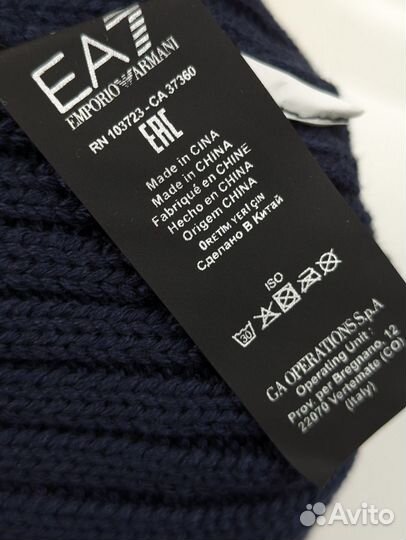 EA7
EMPORIO ARMANI
RN 103723 - CA 37360
EAC
Made in CINA
Made in CHINA
Fabriqué en CHINE
Hecho en CHINA
Origem CHINA
ÜRETİM YERİ ÇİN
Сделано В Китай
ISO
30
GA OPERATIONS S.p.A
Operating Unit :
Prov. per Bregnano, 12
22070 Vertemate (CO)
(italy)
Avito